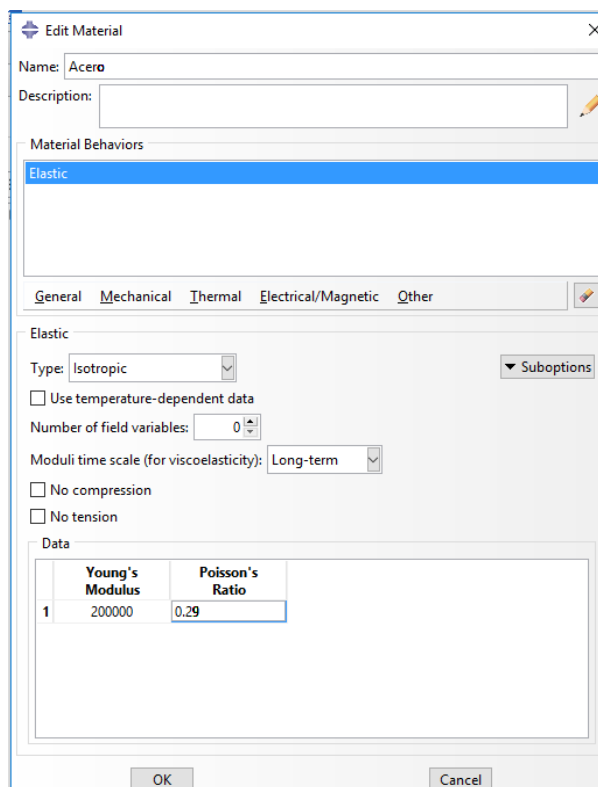 Edit Material
Name: Acero
Description:
Material Behaviors
Elastic
General Mechanical Thermal Electrical/Magnetic Other
Elastic
Type: Isotropic
Suboptions
Use temperature-dependent data
Number of field variables: 0
Moduli time scale (for viscoelasticity): Long-term
No compression
No tension
Data
Young's Poisson's
Modulus Ratio
1 200000 0.29
OK Cancel